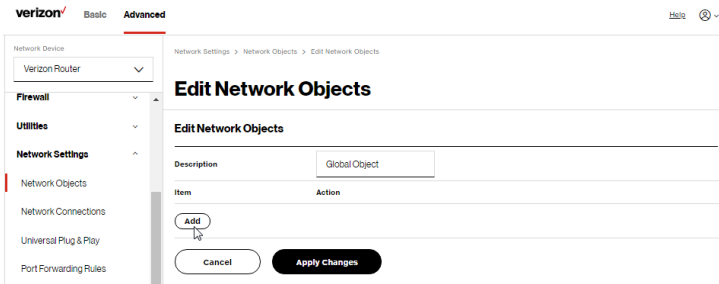 verizon✓ Basic Advanced Help
Network Device
Verizon Router
Firewall
Utilities
Network Settings
Network Objects
Network Connections
Universal Plug & Play
Port Forwarding Rules
Network Settings > Network Objects > Edit Network Objects
Edit Network Objects
Edit Network Objects
Description Global Object
Item Action
Add
Cancel Apply Changes